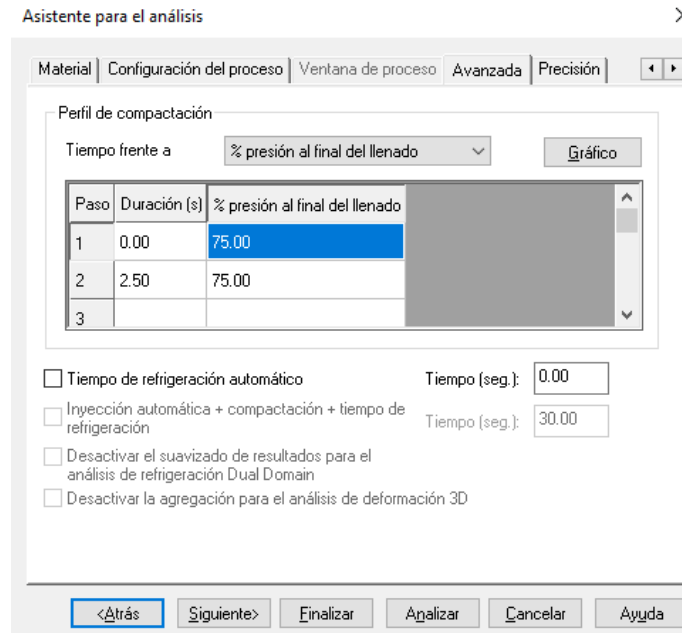 Asistente para el análisis
Material
Configuración del proceso
Ventana de proceso
Avanzada
Precisión
Perfil de compactación
Tiempo frente a
% presión al final del llenado
Gráfico
Paso Duración (s) % presión al final del llenado
1 0.00 75.00
2 2.50 75.00
3
Tiempo de refrigeración automático
Tiempo (seg.): 0.00
Inyección automática + compactación + tiempo de
refrigeración
Tiempo (seg.): 30.00
Desactivar el suavizado de resultados para el
análisis de refrigeración Dual Domain
Desactivar la agregación para el análisis de deformación 3D
<Atrás
Siguiente>
Finalizar
Analizar
Cancelar
Ayuda